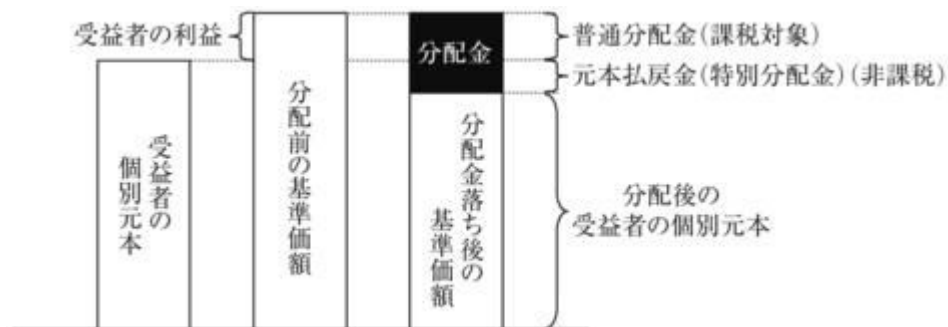 受益者の利益
受益者の
個別元本
分配前の基準価額
分配金
分配金落ち後の
基準価額
普通分配金(課税対象)
元本払戻金(特別分配金)(非課税)
分配後の
受益者の個別元本